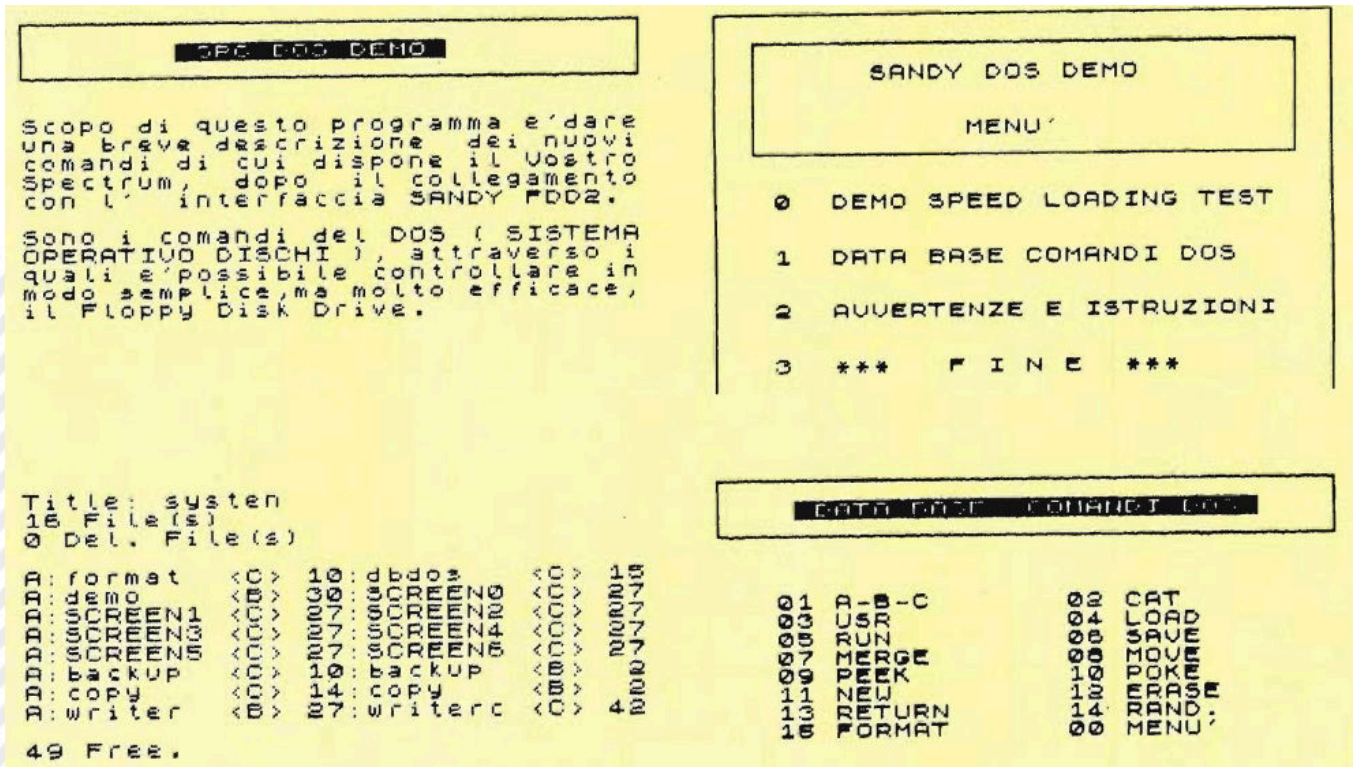 SPC DOS DEMO
Scopo di questo programma e'dare
una breve descrizione dei nuovi
comandi di cui dispone il Vostro
Spectrum, dopo il collegamento
con l' interfaccia SANDY FDD2.
Sono i comandi del DOS ( SISTEMA
OPERATIVO DISCHI ), attraverso i
quali e'possibile controllare in
modo semplice,ma molto efficace,
il Floppy Disk Drive.
SANDY DOS DEMO
MENU'
0 DEMO SPEED LOADING TEST
1 DATA BASE COMANDI DOS
2 AVVERTENZE E ISTRUZIONI
3 *** F I N E ***
Title: systen
16 File(s)
0 Del. File(s)
A:format <C> 10:dbdos <C> 15
A:demo <B> 30:SCREEN0 <C> 27
A:SCREEN1 <C> 27:SCREEN2 <C> 27
A:SCREEN3 <C> 27:SCREEN4 <C> 27
A:SCREEN5 <C> 27:SCREEN6 <C> 27
A:backup <C> 10:backup <B> 2
A:copy <C> 14:copy <B> 2
A:writer <B> 27:writerc <C> 42
49 Free.
DATA BASE COMANDI DOS
01 A-B-C 02 CAT
03 USR 04 LOAD
05 RUN 06 SAVE
07 MERGE 08 MOVE
09 PEEK 10 POKE
11 NEW 12 ERASE
13 RETURN 14 RAND.
15 FORMAT 00 MENU'